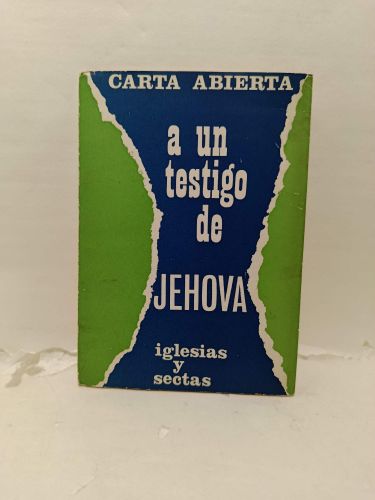 CARTA ABIERTA
a un
testigo
de
JEHOVA
iglesias
y
sectas